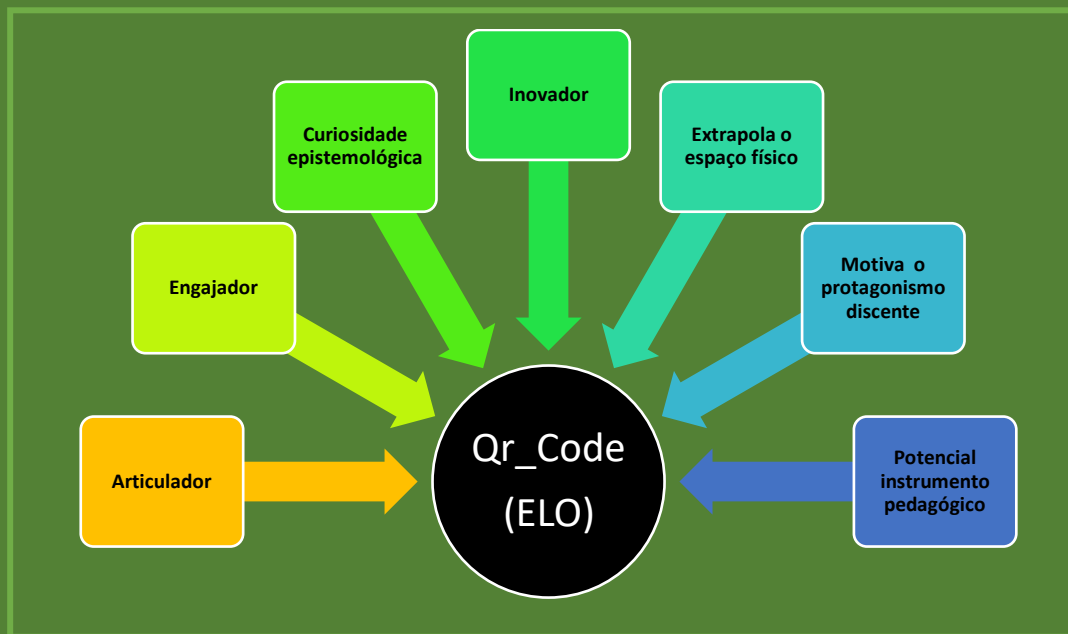 Inovador
Curiosidade
epistemológica
Extrapola o
espaço físico
Engajador
Motiva o
protagonismo
discente
Articulador
Qr_Code
(ELO)
Potencial
instrumento
pedagógico